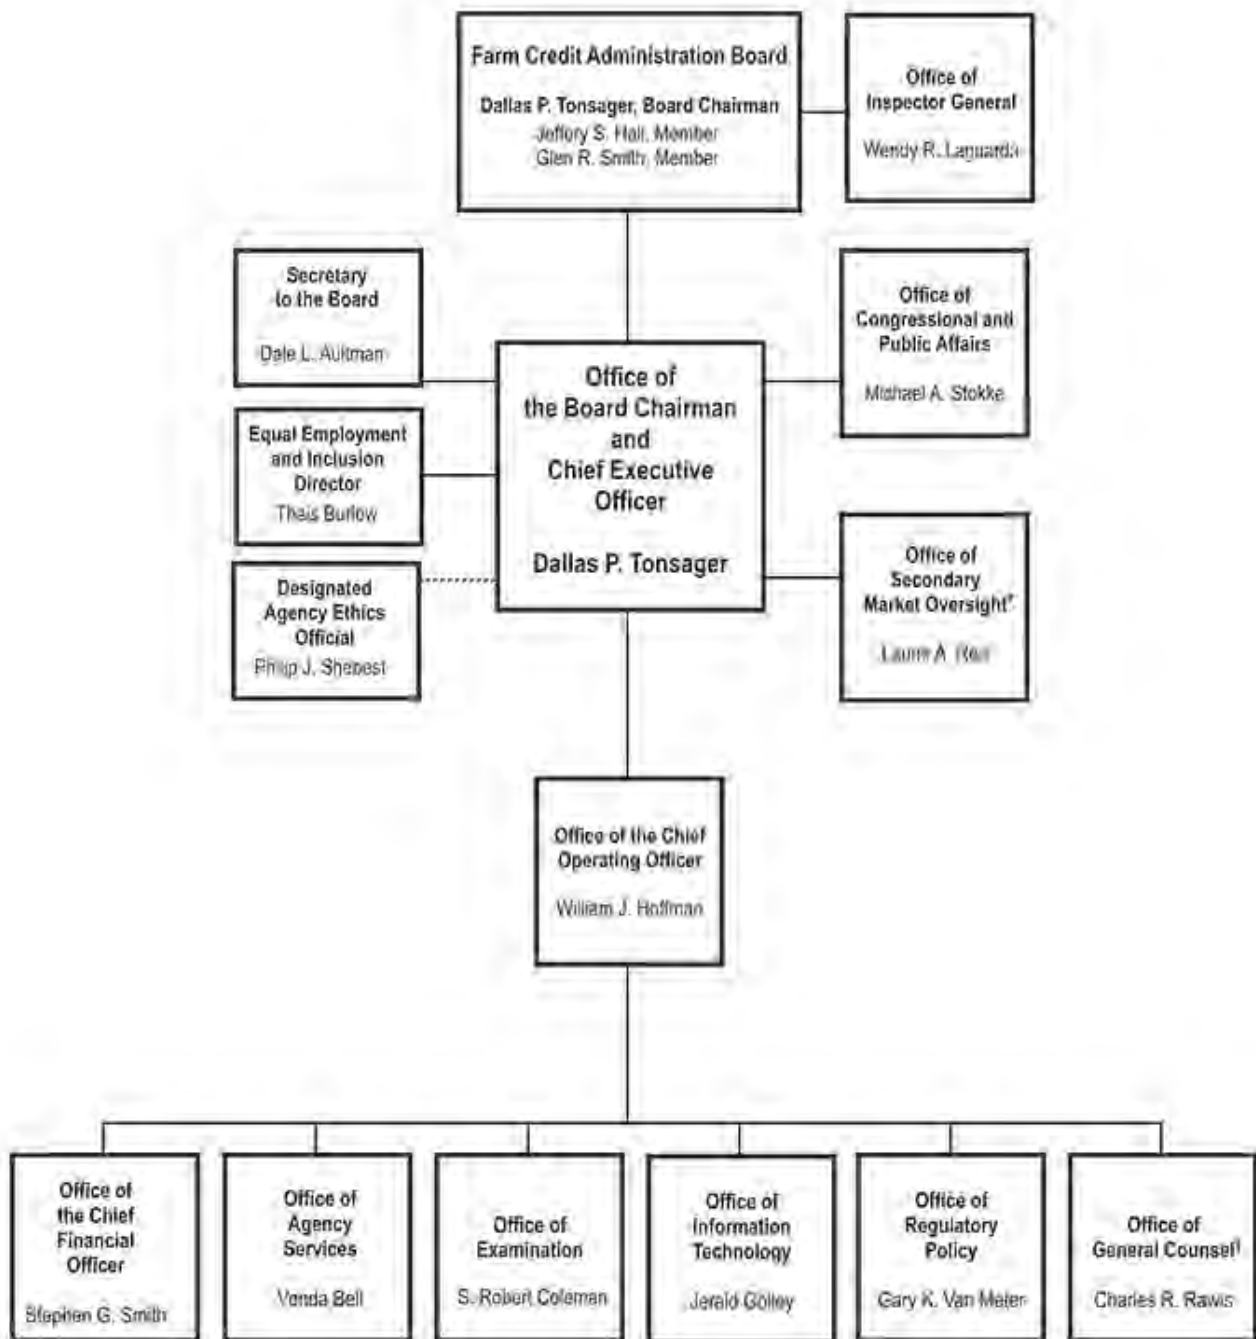 Farm Credit Administration Board
Dallas P. Tonsager, Board Chairman
Jeffory S. Hall, Member
Glen R. Smith, Member
Office of
Inspector General
Wendy R. Laguarda
Secretary
to the Board
Dale L. Aultman
Office of
Congressional and
Public Affairs
Michael A. Stokke
Equal Employment
and Inclusion
Director
Thais Burlew
Office of
the Board Chairman
and
Chief Executive
Officer
Dallas P. Tonsager
Designated
Agency Ethics
Official
Philip J. Shebest
Office of
Secondary
Market Oversight*
Laurie A. Rea
Office of the Chief
Operating Officer
William J. Hoffman
Office of
the Chief
Financial
Officer
Stephen G. Smith
Office of
Agency
Services
Vonda Bell
Office of
Examination
S. Robert Coleman
Office of
Information
Technology
Jerald Golley
Office of
Regulatory
Policy
Gary K. Van Meter
Office of
General Counsel
Charles R. Rawls